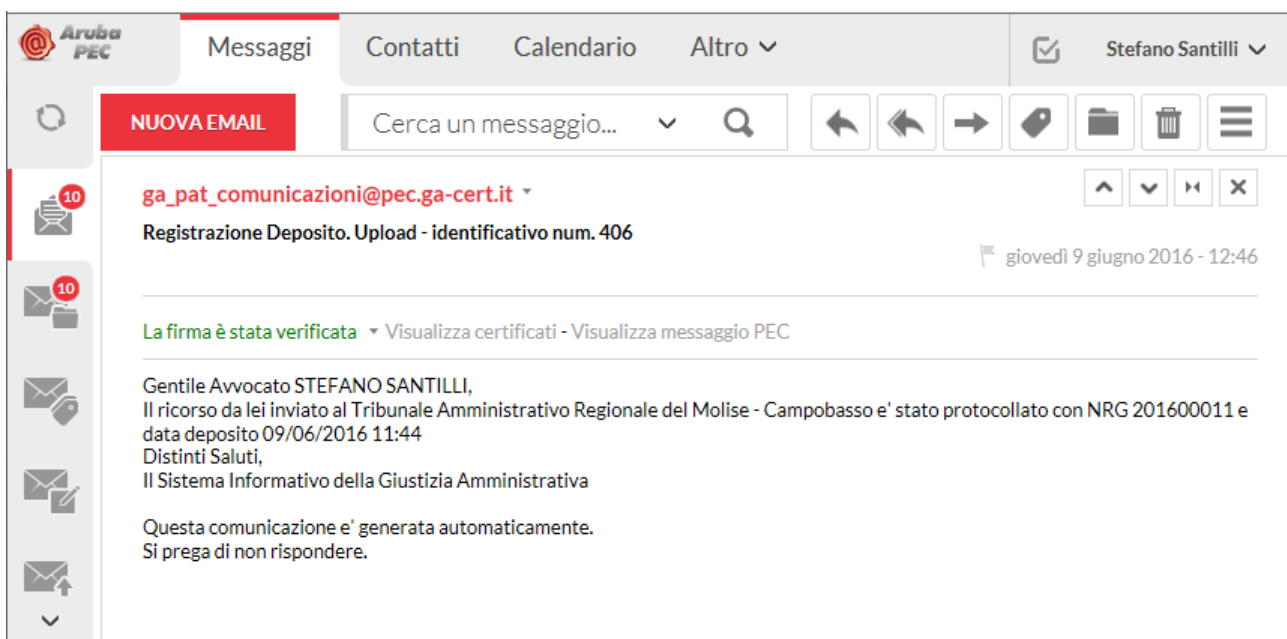 Aruba
PEC
Messaggi
Contatti
Calendario
Altro
Stefano Santilli
NUOVA EMAIL
Cerca un messaggio...
10
ga_pat_comunicazioni@pec.ga-cert.it
Registrazione Deposito. Upload - identificativo num. 406
giovedì 9 giugno 2016 - 12:46
10
La firma è stata verificata Visualizza certificati - Visualizza messaggio PEC
Gentile Avvocato STEFANO SANTILLI,
Il ricorso da lei inviato al Tribunale Amministrativo Regionale del Molise - Campobasso e' stato protocollato con NRG 201600011 e
data deposito 09/06/2016 11:44
Distinti Saluti,
Il Sistema Informativo della Giustizia Amministrativa
Questa comunicazione e' generata automaticamente.
Si prega di non rispondere.